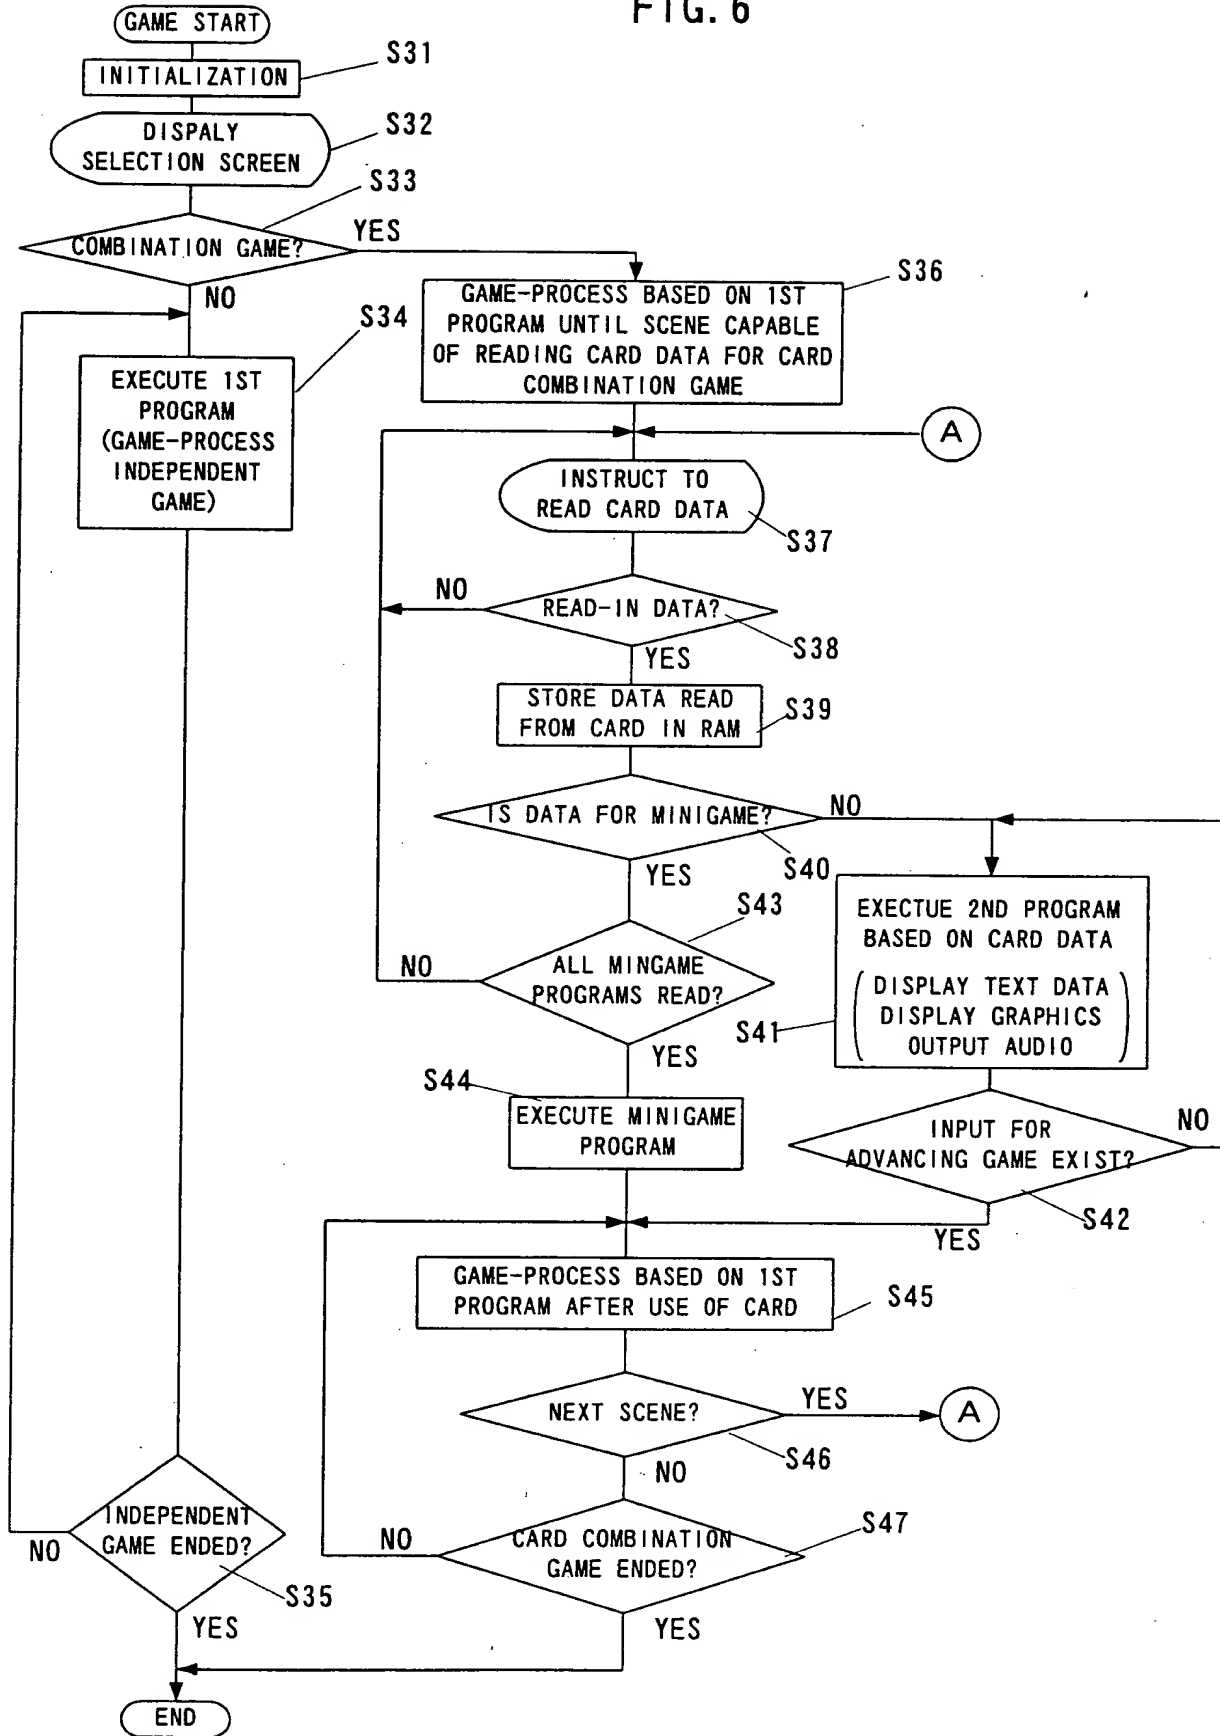 FIG. 6
GAME START
S31
INITIALIZATION
S32
DISPALY
SELECTION SCREEN
S33
COMBINATION GAME?
YES
NO
S34
EXECUTE 1ST
PROGRAM
(GAME-PROCESS
INDEPENDENT
GAME)
S36
GAME-PROCESS BASED ON 1ST
PROGRAM UNTIL SCENE CAPABLE
OF READING CARD DATA FOR CARD
COMBINATION GAME
A
INSTRUCT TO
READ CARD DATA
S37
NO
READ-IN DATA?
S38
YES
STORE DATA READ
FROM CARD IN RAM
S39
IS DATA FOR MINIGAME?
NO
S40
YES
S43
ALL MINGAME
PROGRAMS READ?
NO
YES
EXECTUE 2ND PROGRAM
BASED ON CARD DATA
(DISPLAY TEXT DATA
DISPLAY GRAPHICS
OUTPUT AUDIO)
S41
S44
EXECUTE MINIGAME
PROGRAM
INPUT FOR
ADVANCING GAME EXIST?
NO
S42
YES
GAME-PROCESS BASED ON 1ST
PROGRAM AFTER USE OF CARD
S45
NEXT SCENE?
YES
A
S46
NO
CARD COMBINATION
GAME ENDED?
S47
NO
YES
INDEPENDENT
GAME ENDED?
NO
S35
YES
END